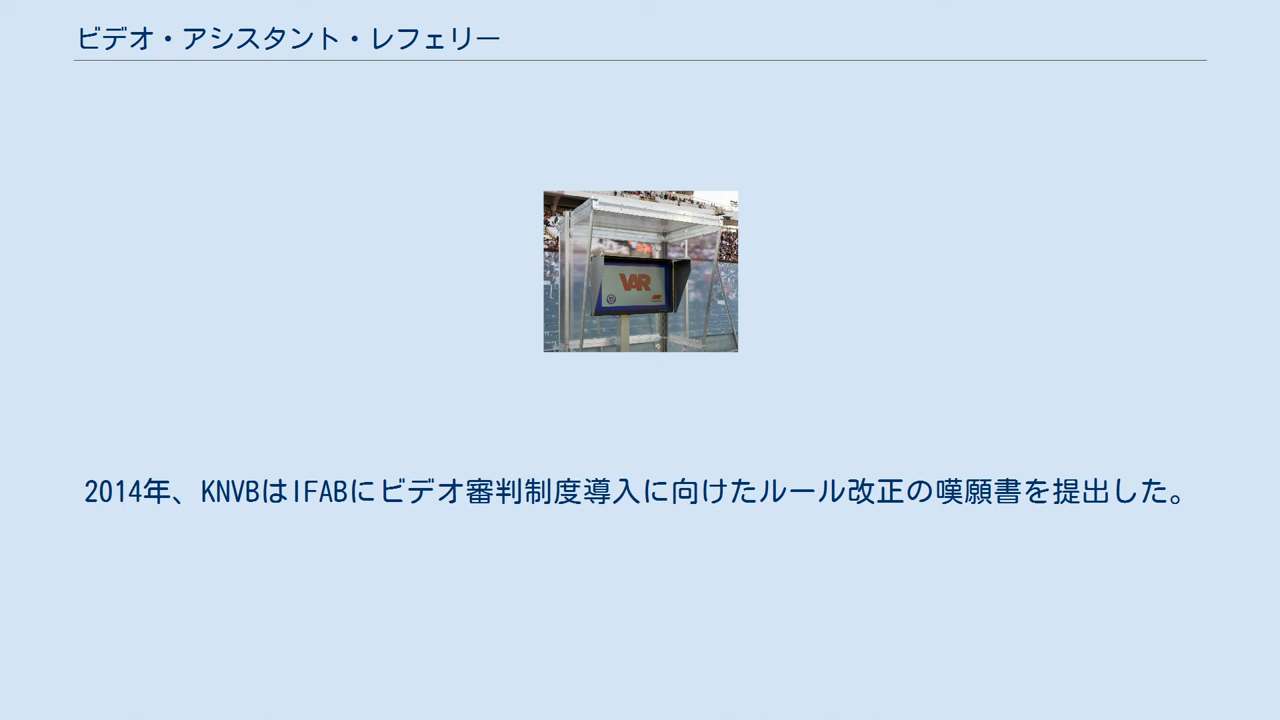 ビデオ・アシスタント・レフェリー
VAR
2014年、KNVBはIFABにビデオ審判制度導入に向けたルール改正の嘆願書を提出した。